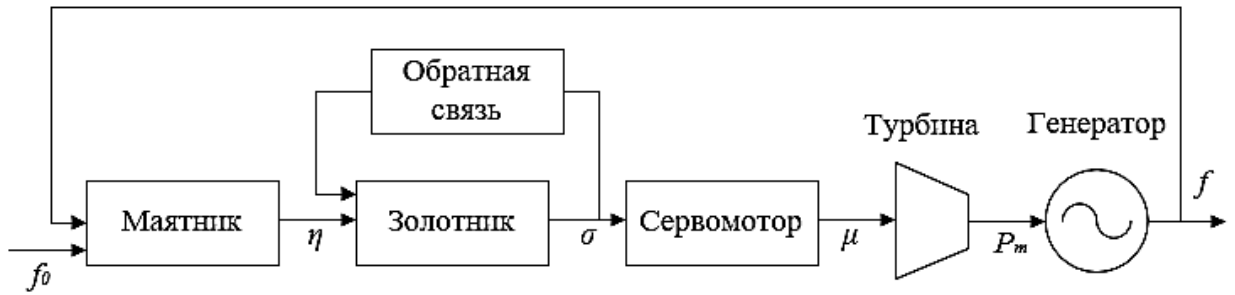 Обратная
связь
Турбина
Генератор
Маятник
Золотник
Сервомотор
f₀
η
σ
μ
Pₘ
f